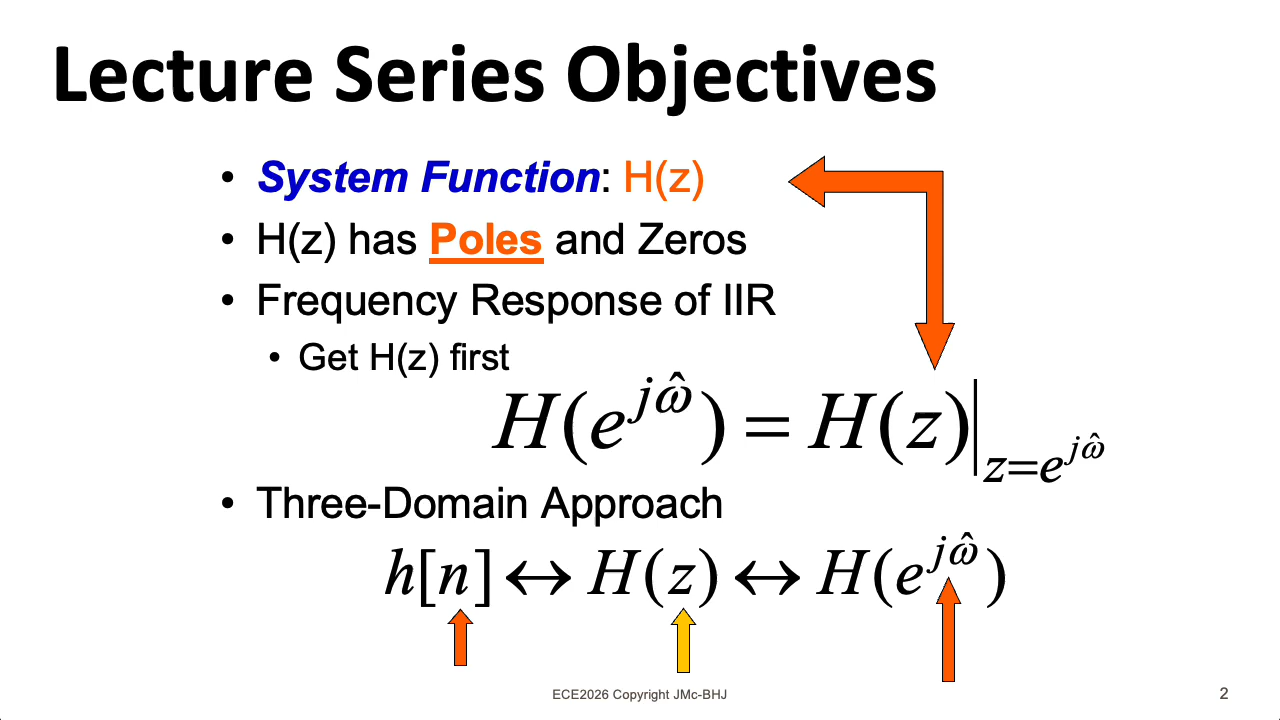 Lecture Series Objectives
• System Function: H(z)
• H(z) has Poles and Zeros
• Frequency Response of IIR
• Get H(z) first
H(e^{jω̂}) = H(z)|_{z=e^{jω̂}}
• Three-Domain Approach
h[n] ↔ H(z) ↔ H(e^{jω̂})
ECE2026 Copyright JMc-BHJ
2